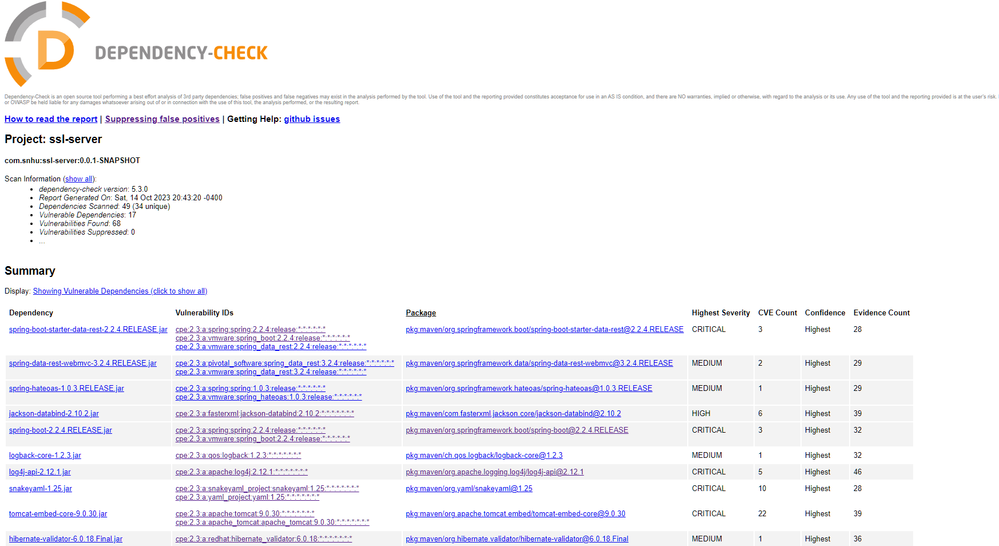 DEPENDENCY-CHECK
Dependency-Check is an open source tool performing a best effort analysis of 3rd party dependencies; false positives and false negatives may exist in the analysis performed by the tool. Use of the tool and the reporting provided constitutes acceptance for use in an AS IS condition, and there are NO warranties, implied or otherwise, with regard to the analysis or its use. Any use of the tool and the reporting provided is at the user's risk.
or OWASP be held liable for any damages whatsoever arising out of or in connection with the use of this tool, the analysis performed, or the resulting report.
How to read the report | Suppressing false positives | Getting Help: github issues
Project: ssl-server
com.snhu:ssl-server:0.0.1-SNAPSHOT
Scan Information (show all):
• dependency-check version: 5.3.0
• Report Generated On: Sat, 14 Oct 2023 20:43:20 -0400
• Dependencies Scanned: 49 (34 unique)
• Vulnerable Dependencies: 17
• Vulnerabilities Found: 68
• Vulnerabilities Suppressed: 0
• ...
Summary
Display: Showing Vulnerable Dependencies (click to show all)
Dependency Vulnerability IDs Package Highest Severity CVE Count Confidence Evidence Count
spring-boot-starter-data-rest-2.2.4.RELEASE.jar cpe:2.3:a:spring:spring:2.2.4:release:*:*:*:*:*:* pkg:maven/org.springframework.boot/spring-boot-starter-data-rest@2.2.4.RELEASE CRITICAL 3 Highest 28
cpe:2.3:a:vmware:spring_boot:2.2.4:release:*:*:*:*:*:*
cpe:2.3:a:vmware:spring_data_rest:2.2.4:release:*:*:*:*:*:*
spring-data-rest-webmvc-3.2.4.RELEASE.jar cpe:2.3:a:pivotal_software:spring_data_rest:3.2.4:release:*:*:*:*:*:* pkg:maven/org.springframework.data/spring-data-rest-webmvc@3.2.4.RELEASE MEDIUM 2 Highest 29
cpe:2.3:a:vmware:spring_data_rest:3.2.4:release:*:*:*:*:*:*
spring-hateoas-1.0.3.RELEASE.jar cpe:2.3:a:spring:spring:1.0.3:release:*:*:*:*:*:* pkg:maven/org.springframework.hateoas/spring-hateoas@1.0.3.RELEASE MEDIUM 1 Highest 29
cpe:2.3:a:vmware:spring_hateoas:1.0.3:release:*:*:*:*:*:*
jackson-databind-2.10.2.jar cpe:2.3:a:fasterxml:jackson-databind:2.10.2:*:*:*:*:*:*:* pkg:maven/com.fasterxml.jackson.core/jackson-databind@2.10.2 HIGH 6 Highest 39
spring-boot-2.2.4.RELEASE.jar cpe:2.3:a:spring:spring:2.2.4:release:*:*:*:*:*:* pkg:maven/org.springframework.boot/spring-boot@2.2.4.RELEASE CRITICAL 3 Highest 32
cpe:2.3:a:vmware:spring_boot:2.2.4:release:*:*:*:*:*:*
logback-core-1.2.3.jar cpe:2.3:a:qos:logback:1.2.3:*:*:*:*:*:*:* pkg:maven/ch.qos.logback/logback-core@1.2.3 MEDIUM 1 Highest 32
log4j-api-2.12.1.jar cpe:2.3:a:apache:log4j:2.12.1:*:*:*:*:*:*:* pkg:maven/org.apache.logging.log4j/log4j-api@2.12.1 CRITICAL 5 Highest 46
snakeyaml-1.25.jar cpe:2.3:a:snakeyaml_project:snakeyaml:1.25:*:*:*:*:*:*:* pkg:maven/org.yaml/snakeyaml@1.25 CRITICAL 10 Highest 28
cpe:2.3:a:yaml_project:yaml:1.25:*:*:*:*:*:*:*
tomcat-embed-core-9.0.30.jar cpe:2.3:a:apache:tomcat:9.0.30:*:*:*:*:*:*:* pkg:maven/org.apache.tomcat.embed/tomcat-embed-core@9.0.30 CRITICAL 22 Highest 39
cpe:2.3:a:apache_tomcat:apache_tomcat:9.0.30:*:*:*:*:*:*:*
hibernate-validator-6.0.18.Final.jar cpe:2.3:a:redhat:hibernate_validator:6.0.18:*:*:*:*:*:*:* pkg:maven/org.hibernate.validator/hibernate-validator@6.0.18.Final MEDIUM 1 Highest 36